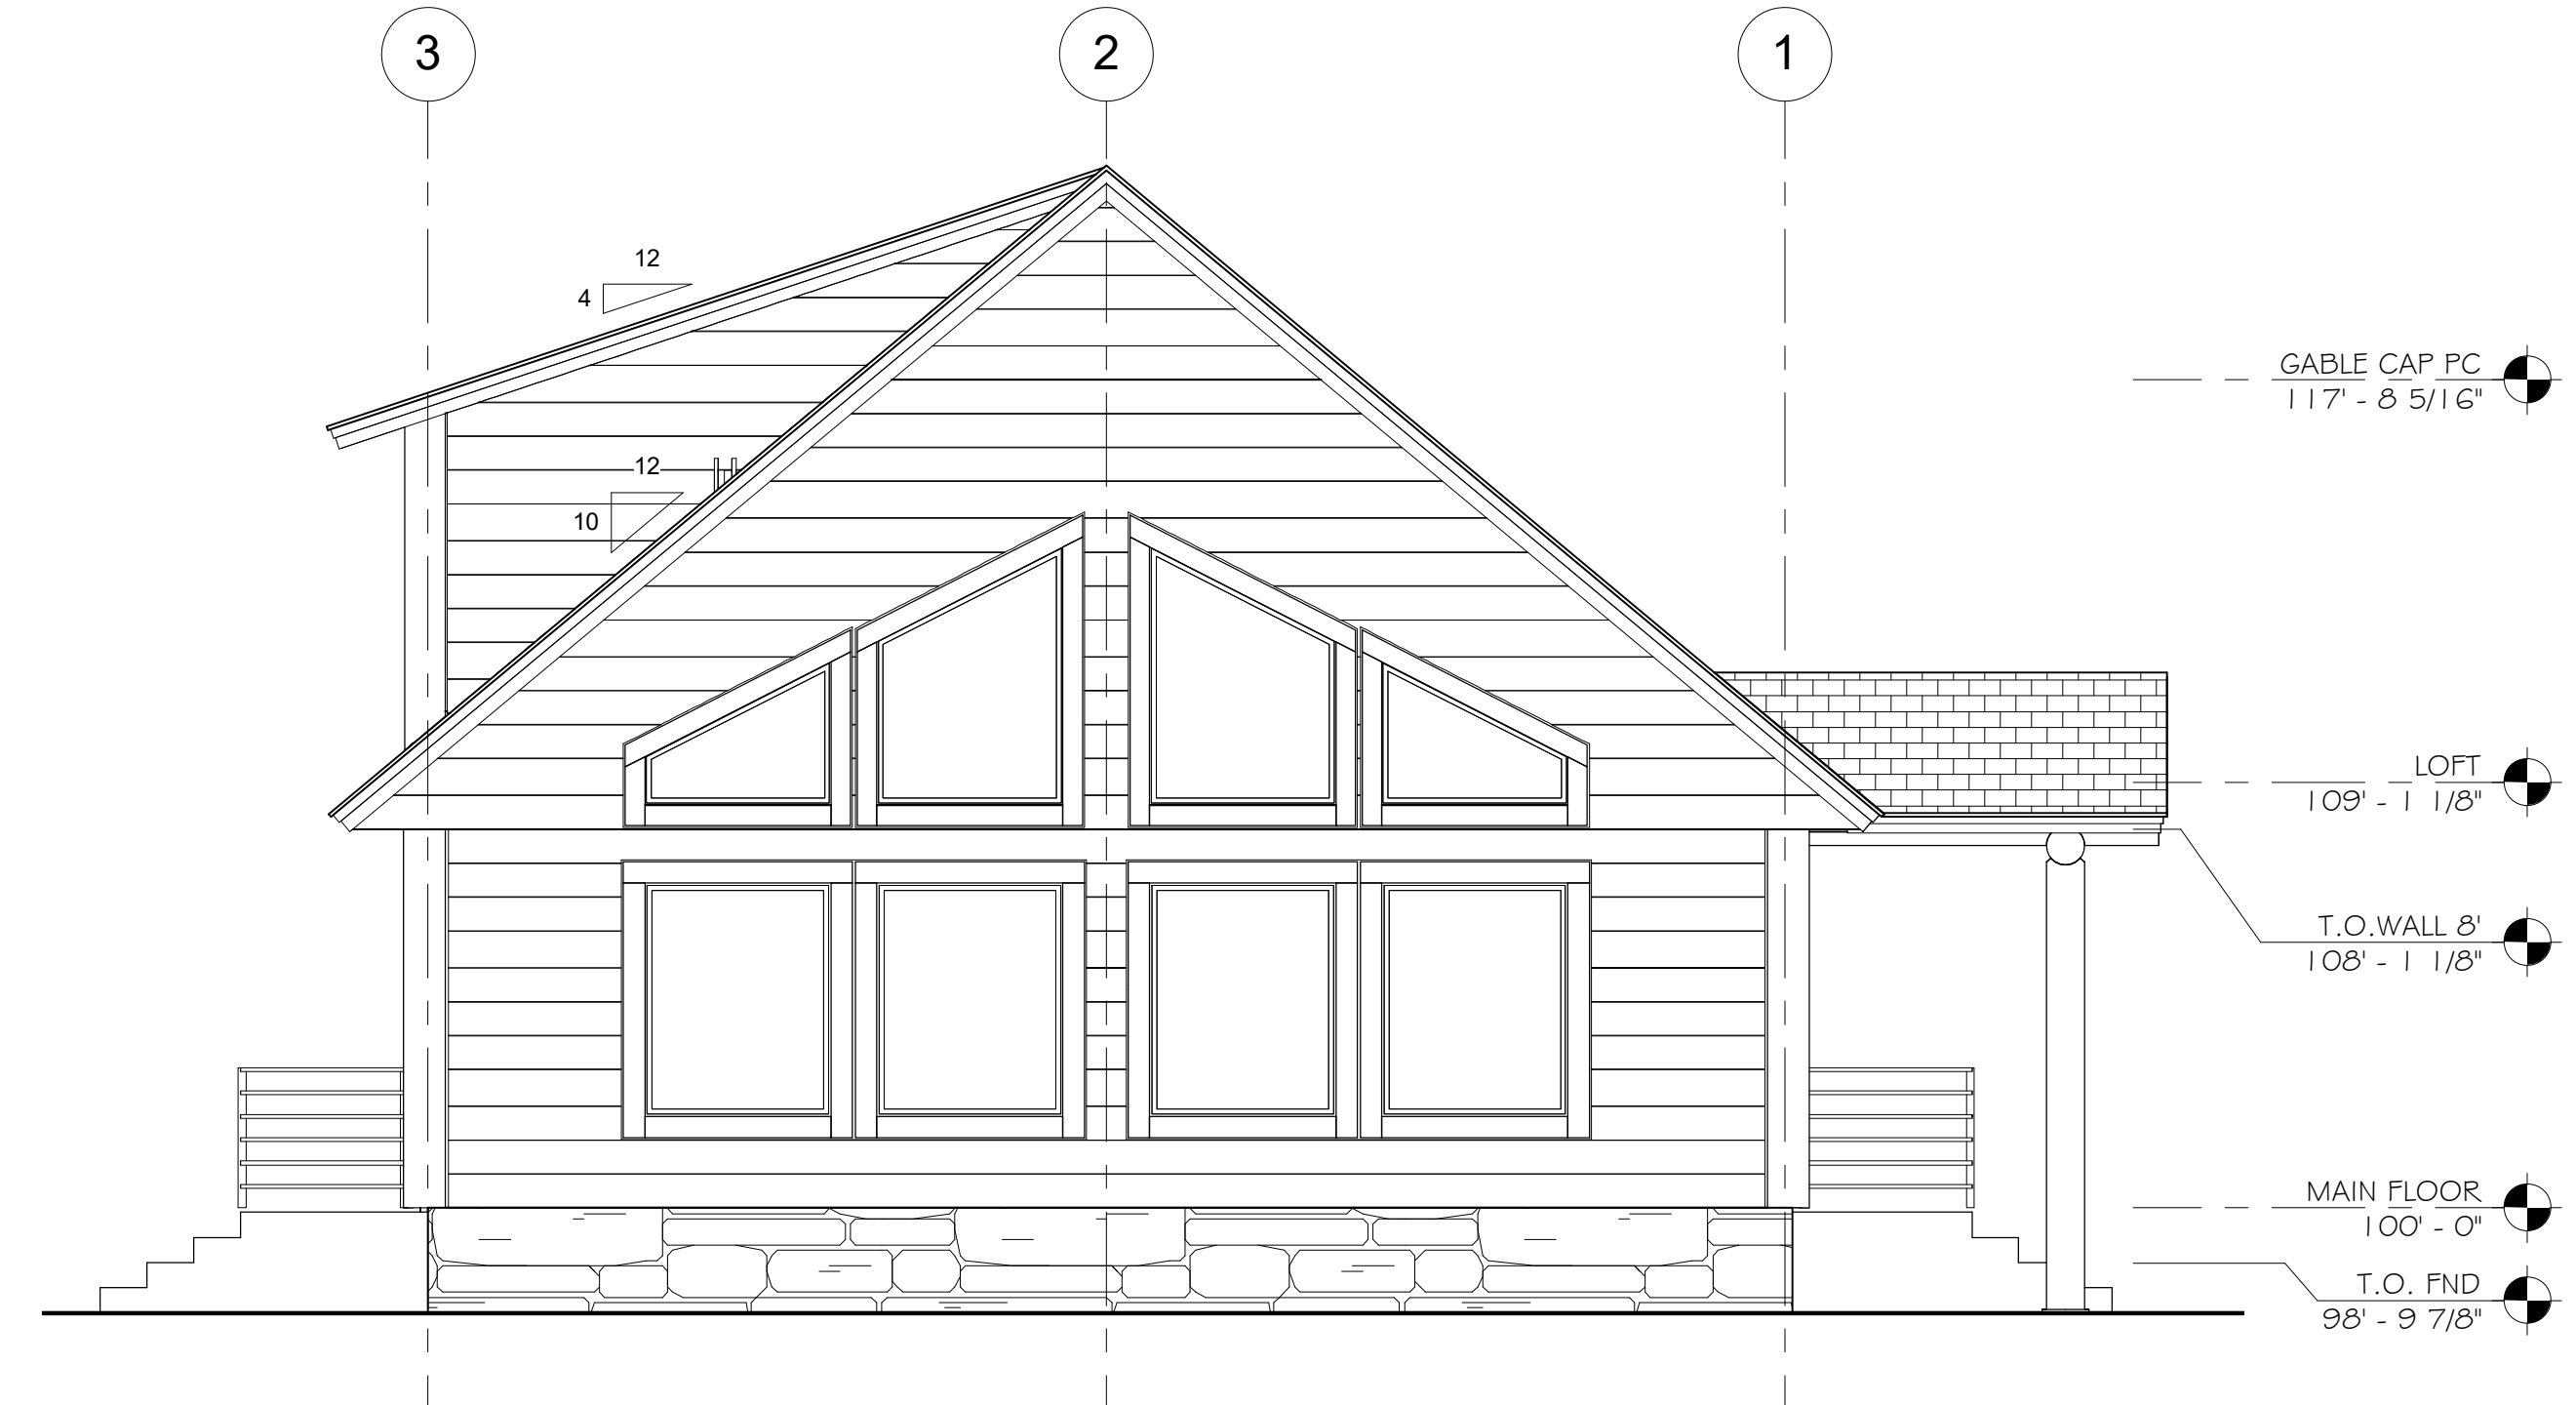 3
2
1
12
4
12
10
GABLE CAP PC
117' - 8 5/16"
LOFT
109' - 1 1/8"
T.O.WALL 8'
108' - 1 1/8"
MAIN FLOOR
100' - 0"
T.O. FND
98' - 9 7/8"